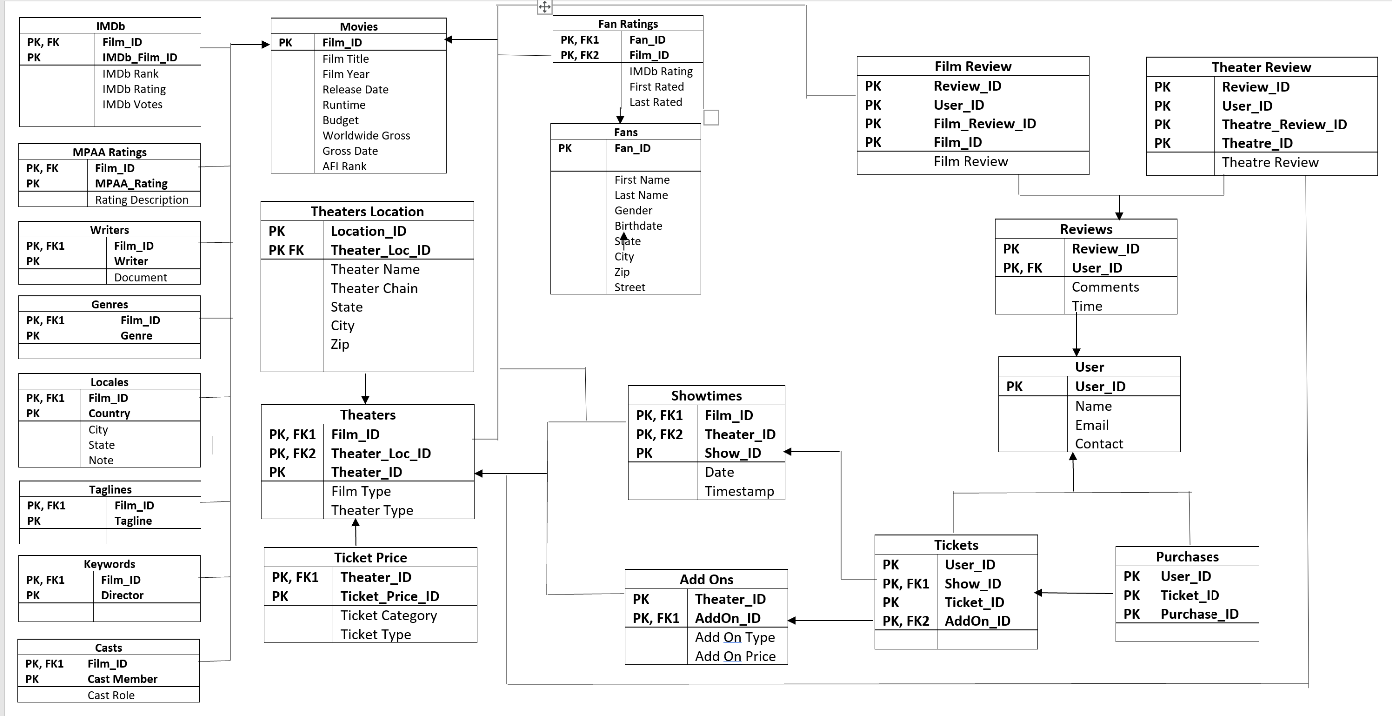 IMDb
PK, FK Film_ID
PK IMDb_Film_ID
IMDb Rank
IMDb Rating
IMDb Votes
MPAA Ratings
PK, FK Film_ID
PK MPAA_Rating
Rating Description
Writers
PK, FK1 Film_ID
PK Writer
Document
Genres
PK, FK1 Film_ID
PK Genre
Locales
PK, FK1 Film_ID
PK Country
City
State
Note
Taglines
PK, FK1 Film_ID
PK Tagline
Keywords
PK, FK1 Film_ID
PK Director
Casts
PK, FK1 Film_ID
PK Cast Member
Cast Role
Movies
PK Film_ID
Film Title
Film Year
Release Date
Runtime
Budget
Worldwide Gross
Gross Date
AFI Rank
Theaters Location
PK Location_ID
PK FK Theater_Loc_ID
Theater Name
Theater Chain
State
City
Zip
Theaters
PK, FK1 Film_ID
PK, FK2 Theater_Loc_ID
PK Theater_ID
Film Type
Theater Type
Ticket Price
PK, FK1 Theater_ID
PK Ticket_Price_ID
Ticket Category
Ticket Type
Fan Ratings
PK, FK1 Fan_ID
PK, FK2 Film_ID
IMDb Rating
First Rated
Last Rated
Fans
PK Fan_ID
First Name
Last Name
Gender
Birthdate
State
City
Zip
Street
Showtimes
PK, FK1 Film_ID
PK, FK2 Theater_ID
PK Show_ID
Date
Timestamp
Add Ons
PK Theater_ID
PK, FK1 AddOn_ID
Add On Type
Add On Price
Film Review
PK Review_ID
PK User_ID
PK Film_Review_ID
PK Film_ID
Film Review
Theater Review
PK Review_ID
PK User_ID
PK Theatre_Review_ID
PK Theatre_ID
Theatre Review
Reviews
PK Review_ID
PK, FK User_ID
Comments
Time
User
PK User_ID
Name
Email
Contact
Tickets
PK User_ID
PK, FK1 Show_ID
PK Ticket_ID
PK, FK2 AddOn_ID
Purchases
PK User_ID
PK Ticket_ID
PK Purchase_ID